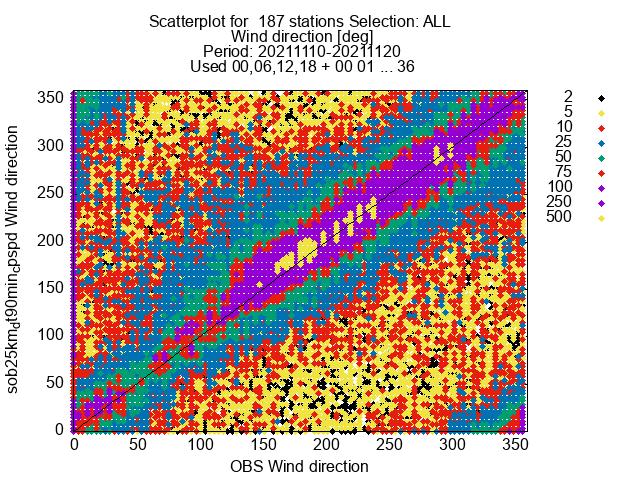 Scatterplot for 187 stations Selection: ALL
Wind direction [deg]
Period: 20211110-20211120
Used 00,06,12,18 + 00 01 ... 36
sob25km_dt90min_cpspd Wind direction
350
300
250
200
150
100
50
0
0 50 100 150 200 250 300 350
OBS Wind direction
2
5
10
25
50
75
100
250
500